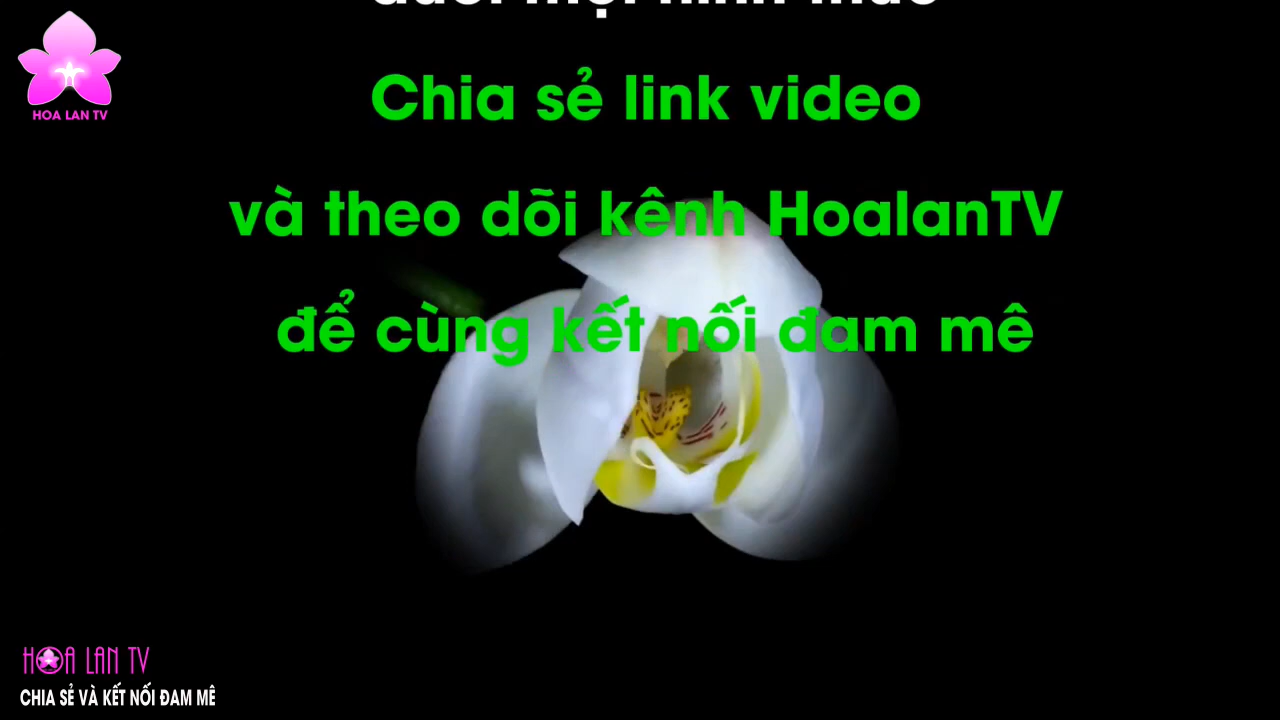 Chia sẻ link video
và theo dõi kênh HoalanTV
để cùng kết nối đam mê
HOA LAN TV
HOA LAN TV
CHIA SẺ VÀ KẾT NỐI ĐAM MÊ